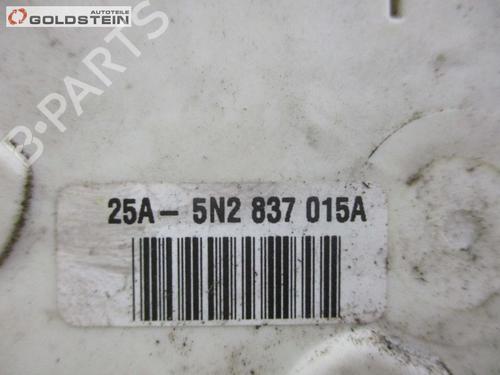 AUTOTEILE
GOLDSTEIN
B-PARTS
25A - 5N2 837 015A